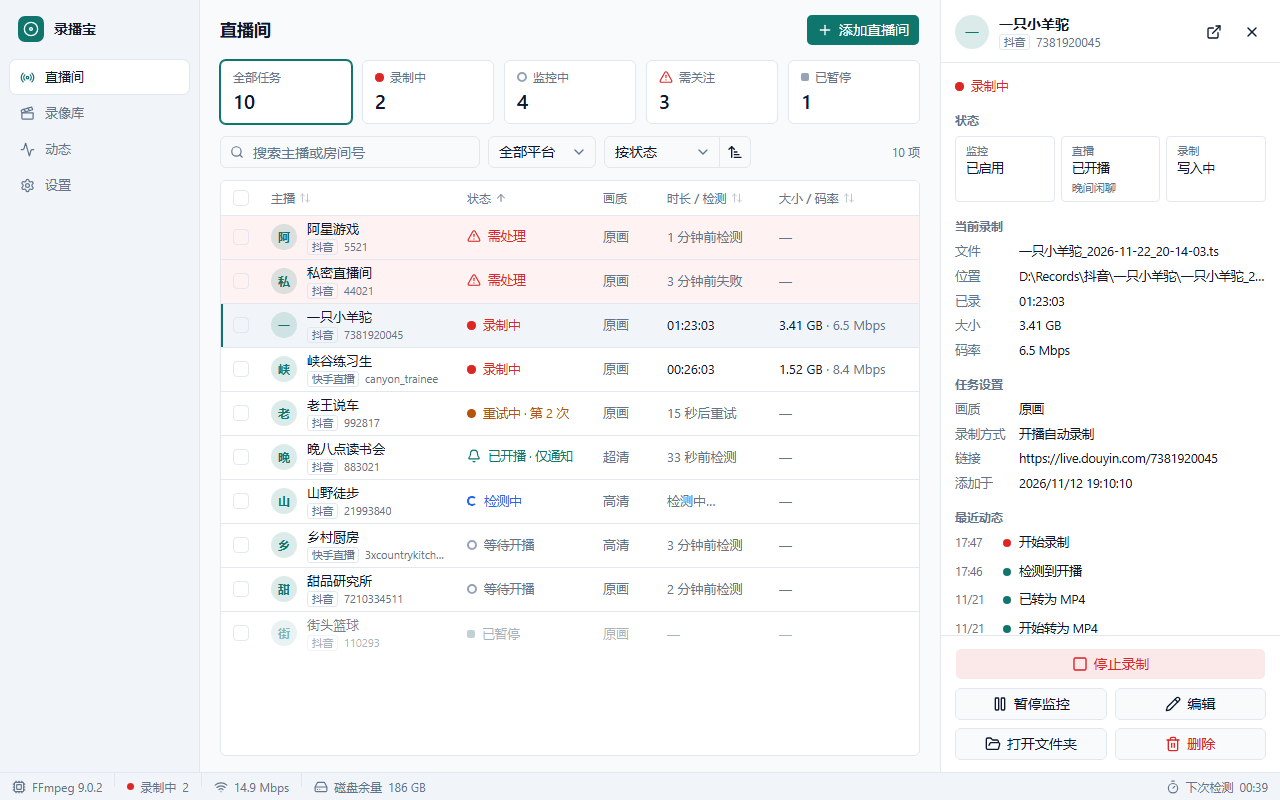 录播宝
直播间
录像库
动态
设置
直播间
添加直播间
全部任务
10
录制中
2
监控中
4
需关注
3
已暂停
1
搜索主播或房间号
全部平台
按状态
10 项
主播 状态 画质 时长 / 检测 大小 / 码率
阿 阿星游戏 抖音 5521 需处理 原画 1 分钟前检测 —
私 私密直播间 抖音 44021 需处理 原画 3 分钟前失败 —
一 一只小羊驼 抖音 7381920045 录制中 原画 01:23:03 3.41 GB · 6.5 Mbps
峡 峡谷练习生 快手直播 canyon_trainee 录制中 原画 00:26:03 1.52 GB · 8.4 Mbps
老 老王说车 抖音 992817 重试中 · 第 2 次 原画 15 秒后重试 —
晚 晚八点读书会 抖音 883021 已开播 · 仅通知 超清 33 秒前检测 —
山 山野徒步 抖音 21993840 检测中 高清 检测中... —
乡 乡村厨房 快手直播 3xcountrykitch... 等待开播 高清 3 分钟前检测 —
甜 甜品研究所 抖音 7210334511 等待开播 原画 2 分钟前检测 —
街 街头篮球 抖音 110293 已暂停 原画 — —
一 一只小羊驼
抖音 7381920045
录制中
状态
监控
已启用
直播
已开播
晚间闲聊
录制
写入中
当前录制
文件 一只小羊驼_2026-11-22_20-14-03.ts
位置 D:\Records\抖音\一只小羊驼\一只小羊驼_2...
已录 01:23:03
大小 3.41 GB
码率 6.5 Mbps
任务设置
画质 原画
录制方式 开播自动录制
链接 https://live.douyin.com/7381920045
添加于 2026/11/12 19:10:10
最近动态
17:47 开始录制
17:46 检测到开播
11/21 已转为 MP4
11/21 开始转为 MP4
停止录制
暂停监控 编辑
打开文件夹 删除
FFmpeg 9.0.2 录制中 2 14.9 Mbps 磁盘余量 186 GB 下次检测 00:39